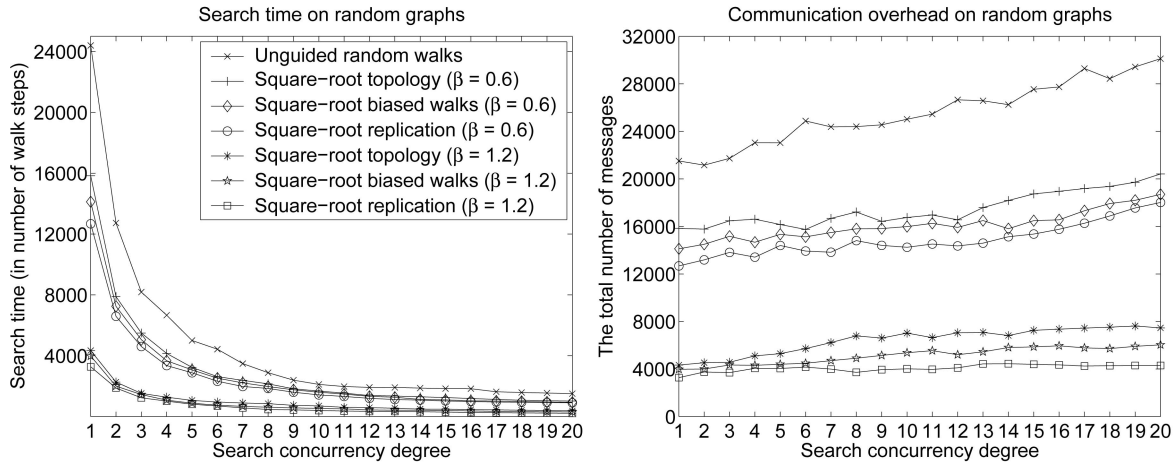 Search time on random graphs
24000
20000
16000
12000
8000
4000
Search time (in number of walk steps)
Unguided random walks
Square−root topology (β = 0.6)
Square−root biased walks (β = 0.6)
Square−root replication (β = 0.6)
Square−root topology (β = 1.2)
Square−root biased walks (β = 1.2)
Square−root replication (β = 1.2)
1 2 3 4 5 6 7 8 9 10 11 12 13 14 15 16 17 18 19 20
Search concurrency degree
Communication overhead on random graphs
32000
28000
24000
20000
16000
12000
8000
4000
0
The total number of messages
1 2 3 4 5 6 7 8 9 10 11 12 13 14 15 16 17 18 19 20
Search concurrency degree